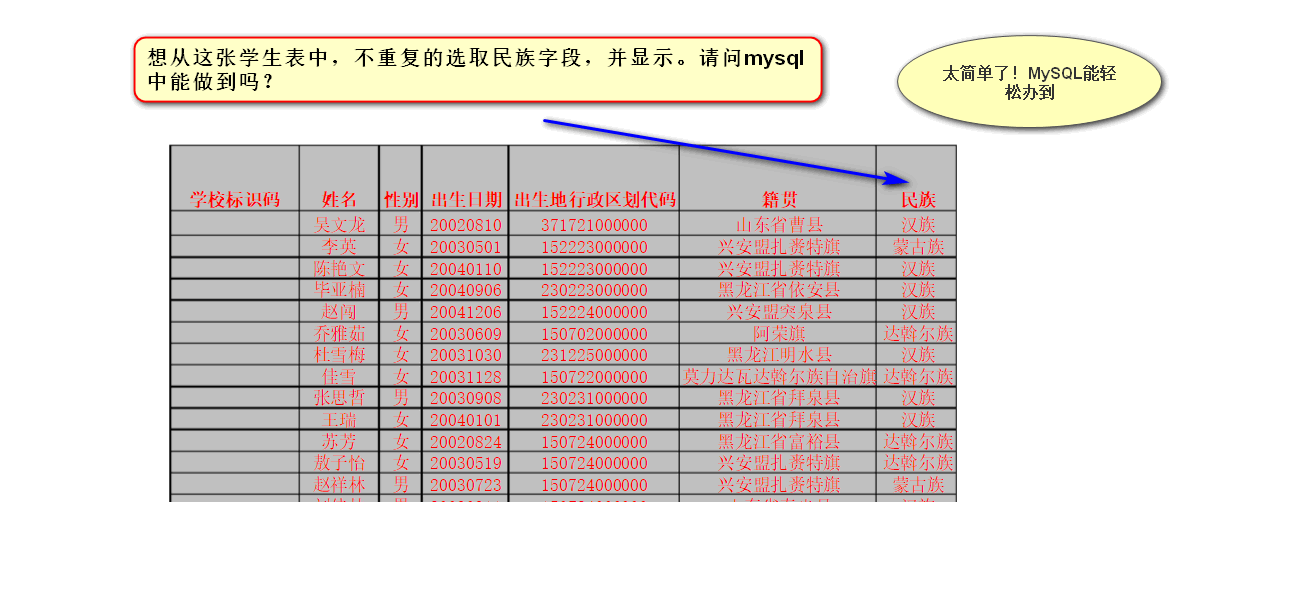 想从这张学生表中，不重复的选取民族字段，并显示。请问mysql
中能做到吗？
太简单了！MySQL能轻
松办到
学校标识码 姓名 性别 出生日期 出生地行政区划代码 籍贯 民族
吴文龙 男 20020810 371721000000 山东省曹县 汉族
李英 女 20030501 152223000000 兴安盟扎赉特旗 蒙古族
陈艳文 女 20040110 152223000000 兴安盟扎赉特旗 汉族
毕亚楠 女 20040906 230223000000 黑龙江省依安县 汉族
赵闯 男 20041206 152224000000 兴安盟突泉县 汉族
乔雅茹 女 20030609 150702000000 阿荣旗 达斡尔族
杜雪梅 女 20031030 231225000000 黑龙江明水县 汉族
佳雪 女 20031128 150722000000 莫力达瓦达斡尔族自治旗 达斡尔族
张思哲 男 20030908 230231000000 黑龙江省拜泉县 汉族
王瑞 女 20040101 230231000000 黑龙江省拜泉县 汉族
苏芳 女 20020824 150724000000 黑龙江省富裕县 达斡尔族
敖子怡 女 20030519 150724000000 兴安盟扎赉特旗 达斡尔族
赵祥林 男 20030723 150724000000 兴安盟扎赉特旗 蒙古族